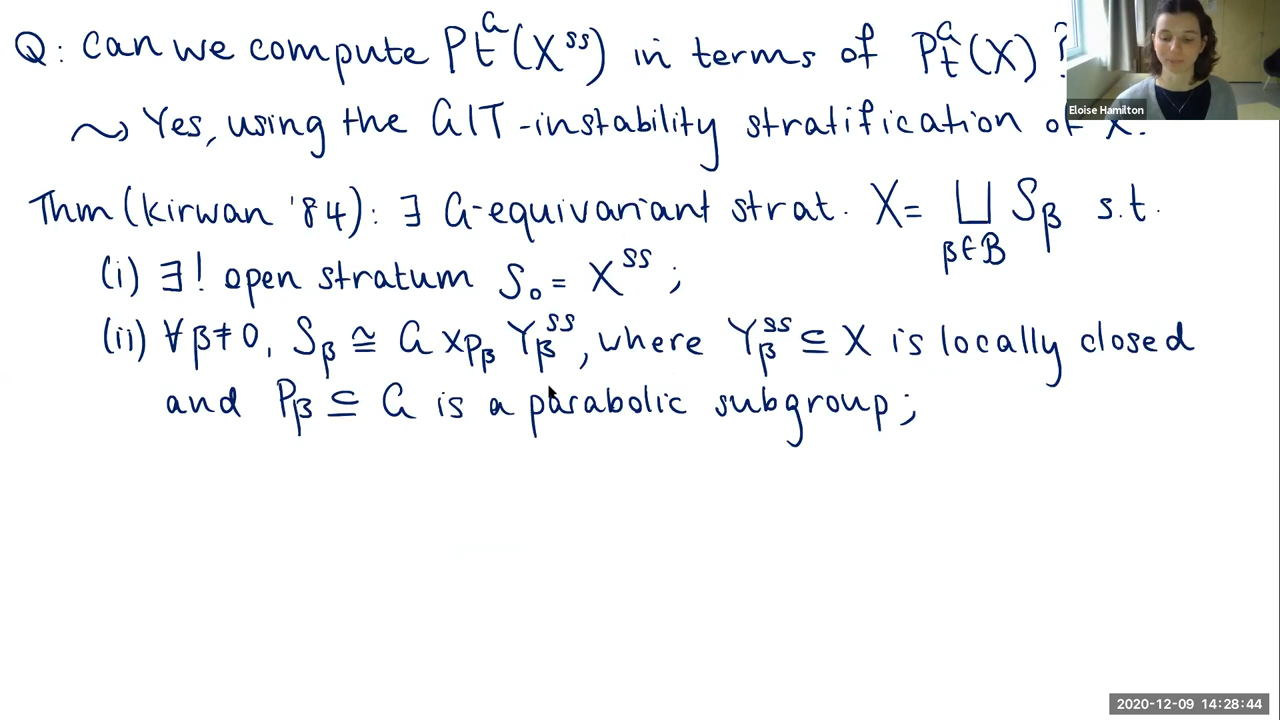 Q: can we compute P_t^G(X^ss) in terms of P_t^G(X)?
⇝ Yes, using the GIT-instability stratification of X.
Thm (Kirwan '84): ∃ G-equivariant strat. X = ⊔_{β∈B} S_β s.t.
(i) ∃! open stratum S_0 = X^ss ;
(ii) ∀β≠0, S_β ≅ G ×_{P_β} Y_β^ss, where Y_β^ss ⊆ X is locally closed
and P_β ⊆ G is a parabolic subgroup ;
Eloise Hamilton
2020-12-09 14:28:44